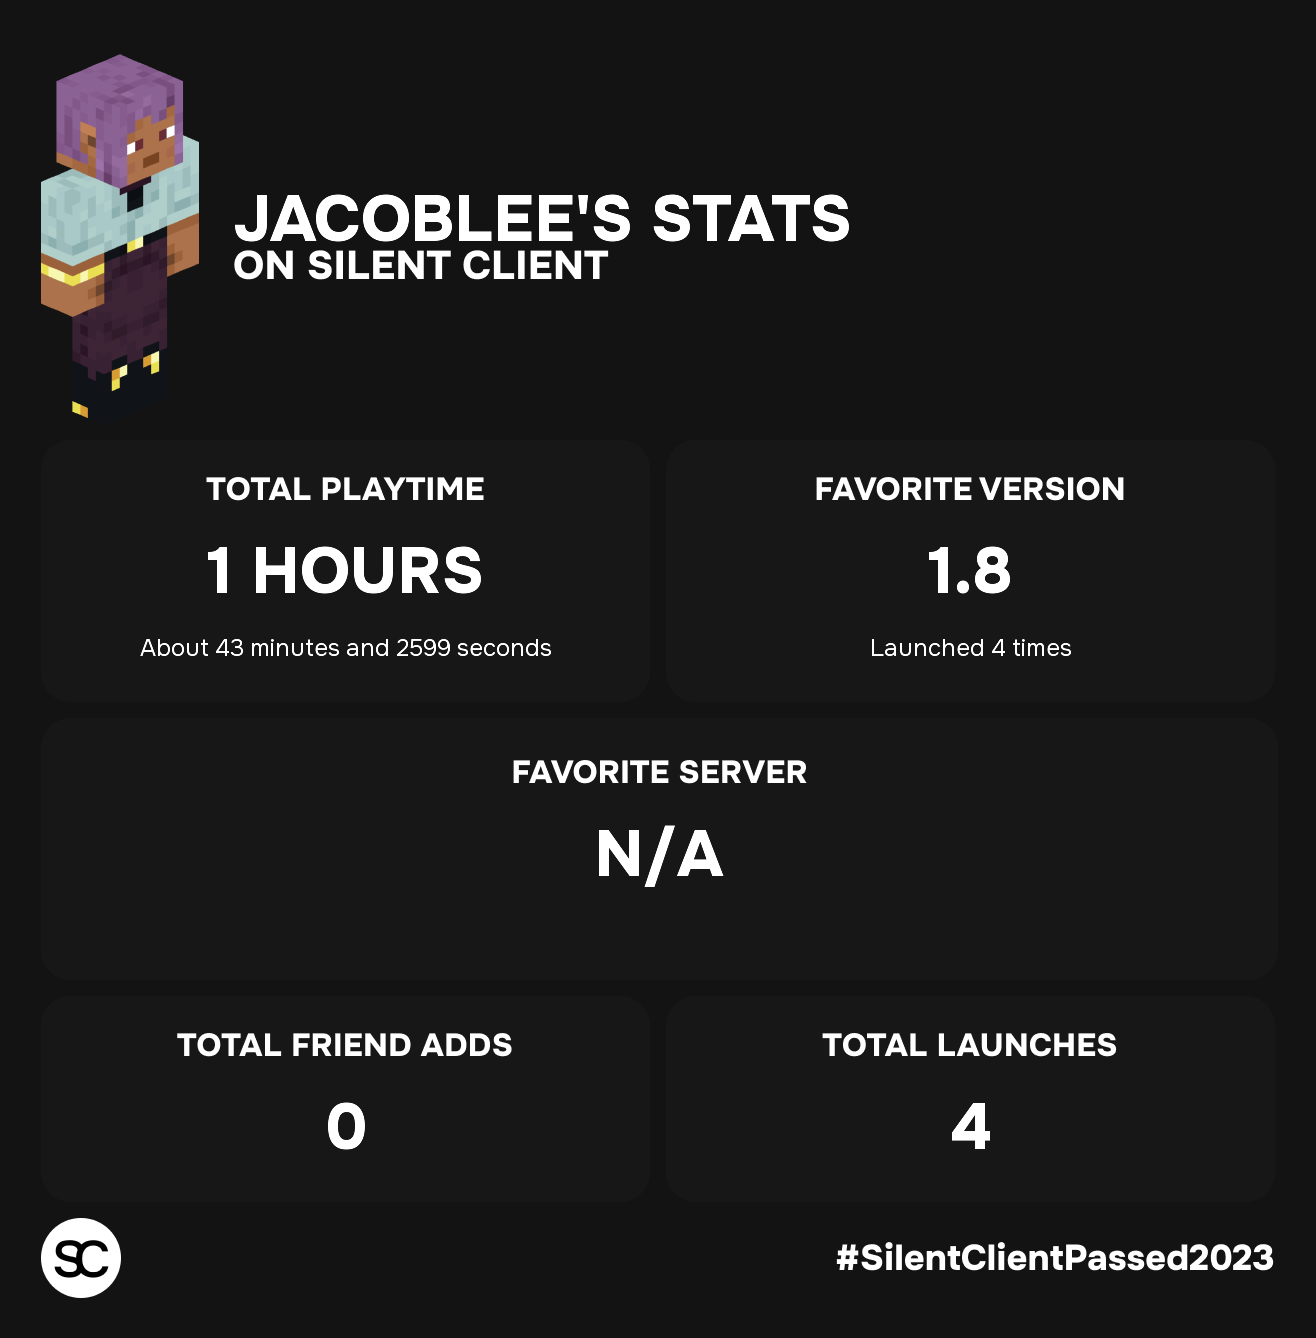 JACOBLEE'S STATS
ON SILENT CLIENT
TOTAL PLAYTIME
1 HOURS
About 43 minutes and 2599 seconds
FAVORITE VERSION
1.8
Launched 4 times
FAVORITE SERVER
N/A
TOTAL FRIEND ADDS
0
TOTAL LAUNCHES
4
SC
#SilentClientPassed2023